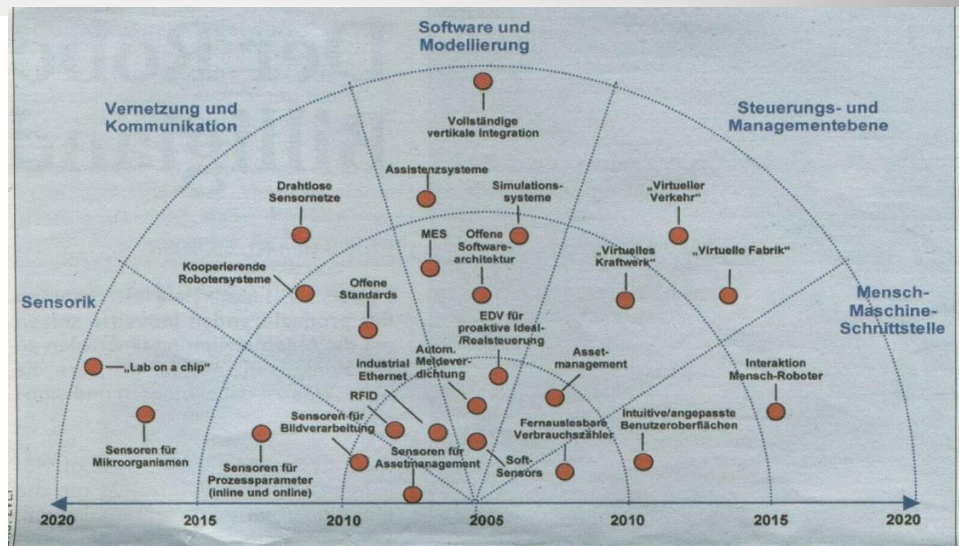 Software und
Modellierung
Vernetzung und
Kommunikation
Steuerungs- und
Managementebene
Vollständige
vertikale Integration
Assistenzsysteme
Drahtlose
Sensornetze
Simulations-
systeme
„Virtueller
Verkehr“
MES
Offene
Software-
architektur
„Virtuelles
Kraftwerk“
„Virtuelle Fabrik“
Kooperierende
Robotersysteme
Offene
Standards
Sensorik
Mensch-
Maschine-
Schnittstelle
EDV für
proaktive Ideal-
/Realsteuerung
Autom.
Meldever-
dichtung
Industrial
Ethernet
Asset-
management
Interaktion
Mensch-Roboter
„Lab on a chip“
RFID
Sensoren für
Bildverarbeitung
Fernauslesbare
Verbrauchszähler
Intuitive/angepasste
Benutzeroberflächen
Sensoren für
Mikroorganismen
Sensoren für
Prozessparameter
(inline und online)
Sensoren für
Assetmanagement
Soft-
Sensors
2020
2015
2010
2005
2010
2015
2020